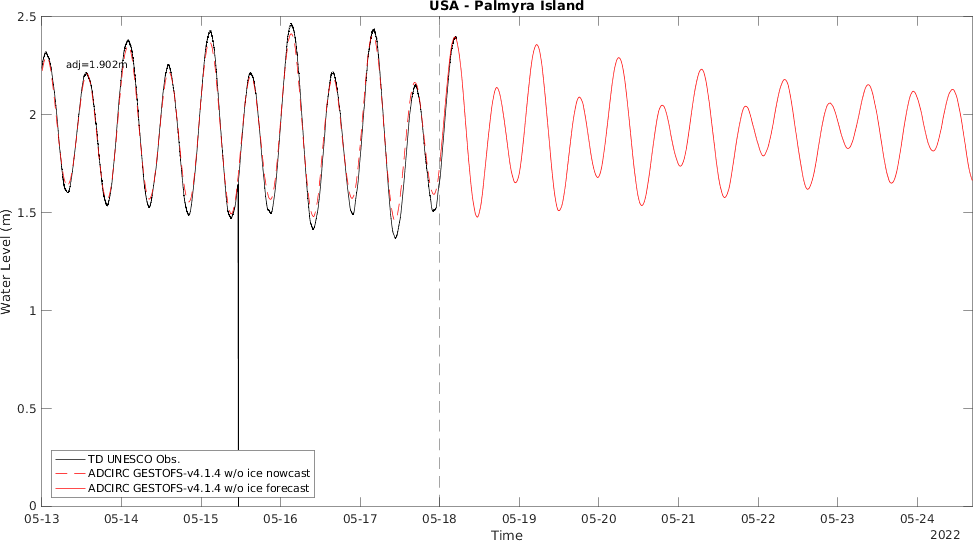 USA - Palmyra Island
2.5
adj=1.902m
2
1.5
Water Level (m)
1
0.5
TD UNESCO Obs.
ADCIRC GESTOFS-v4.1.4 w/o ice nowcast
ADCIRC GESTOFS-v4.1.4 w/o ice forecast
0
05-13 05-14 05-15 05-16 05-17 05-18 05-19 05-20 05-21 05-22 05-23 05-24
Time
2022